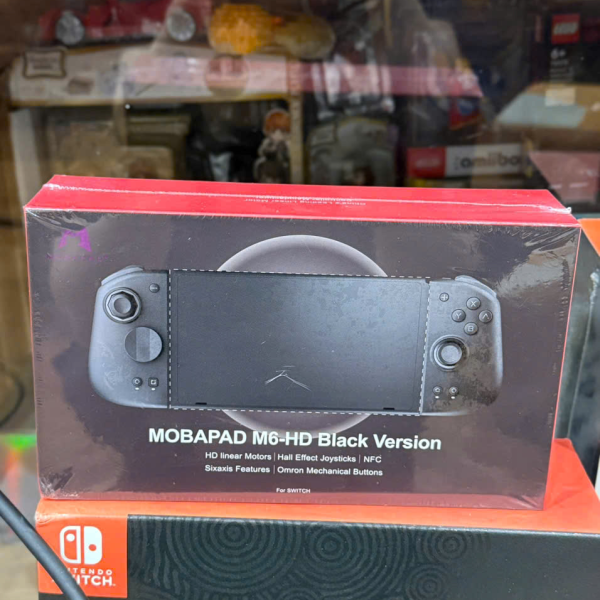 amiibo
MOBAPAD M6-HD Black Version
HD linear Motors | Hall Effect Joysticks | NFC
Sixaxis Features | Omron Mechanical Buttons
For SWITCH
X
Y
A
B
NINTENDO
SWITCH